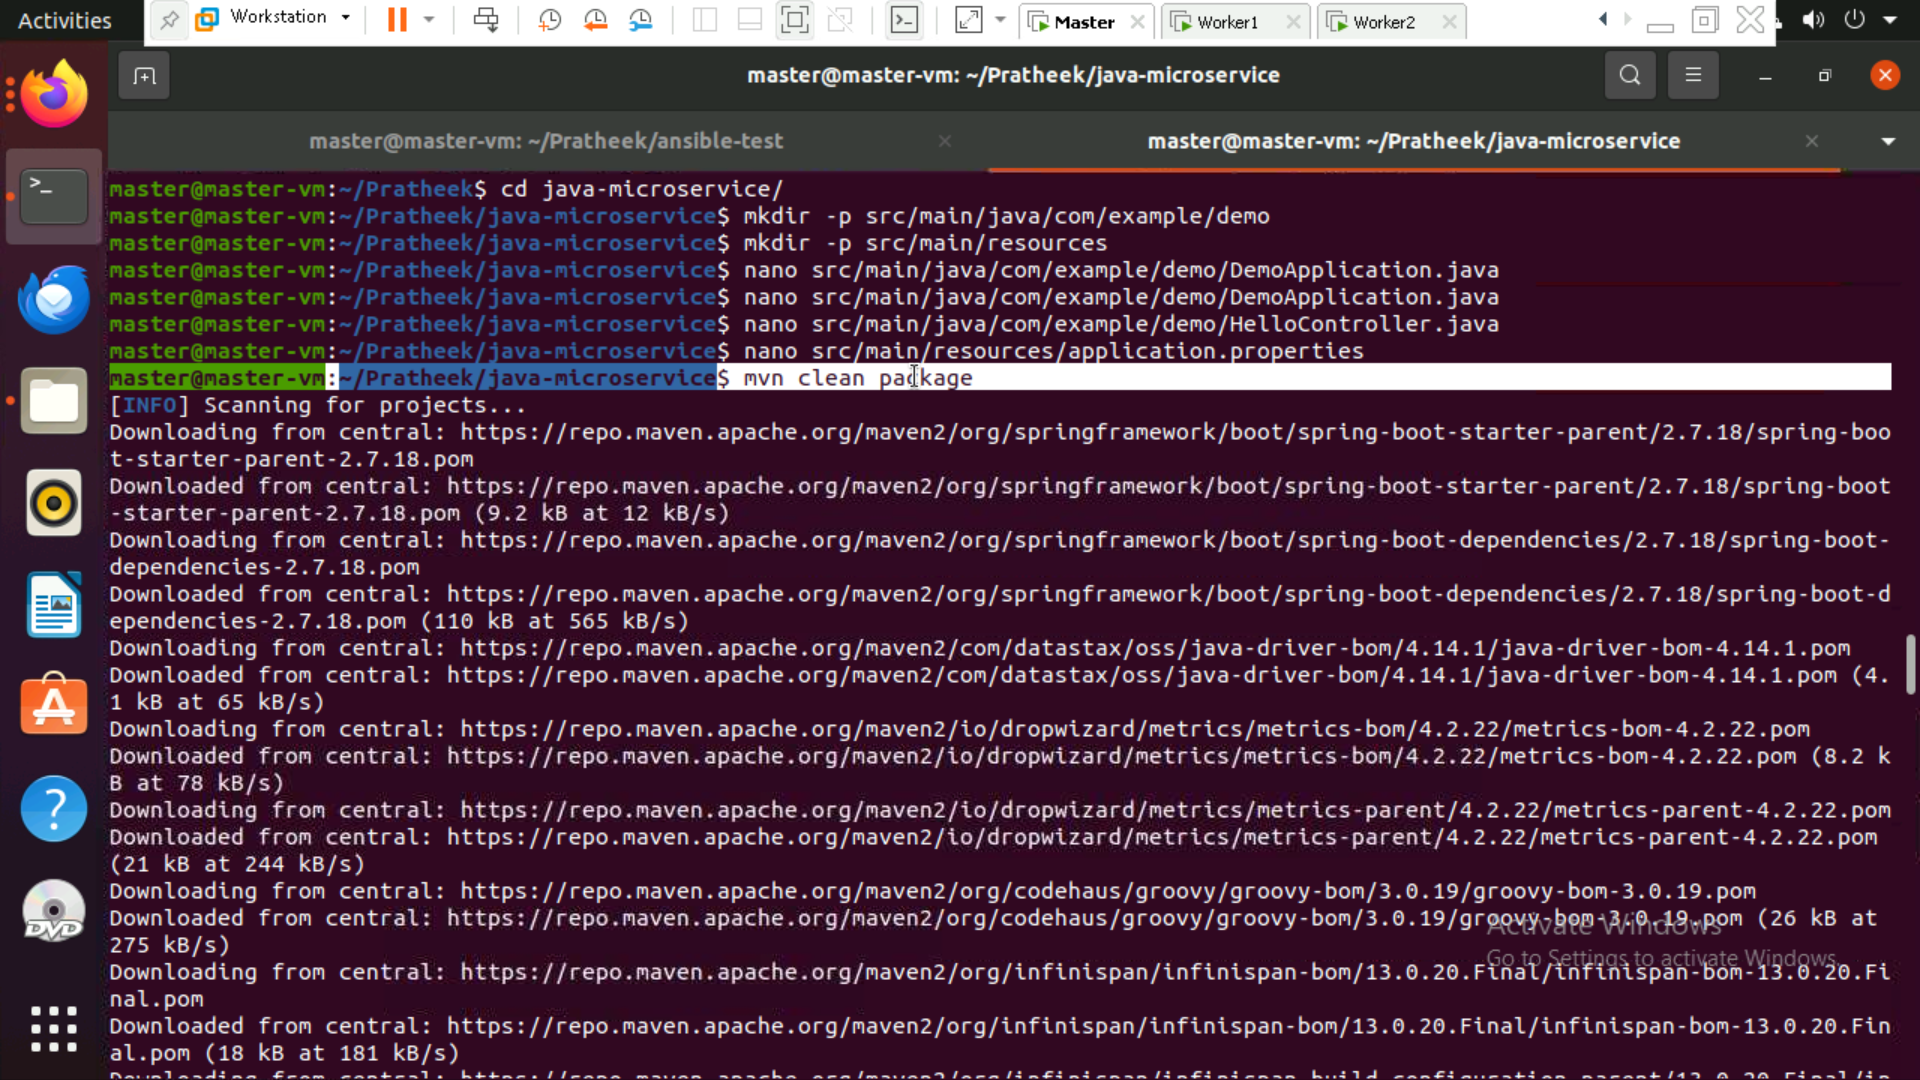 Activities
Workstation
Master
Worker1
Worker2
master@master-vm: ~/Pratheek/java-microservice
master@master-vm: ~/Pratheek/ansible-test
master@master-vm: ~/Pratheek/java-microservice
master@master-vm:~/Pratheek$ cd java-microservice/
master@master-vm:~/Pratheek/java-microservice$ mkdir -p src/main/java/com/example/demo
master@master-vm:~/Pratheek/java-microservice$ mkdir -p src/main/resources
master@master-vm:~/Pratheek/java-microservice$ nano src/main/java/com/example/demo/DemoApplication.java
master@master-vm:~/Pratheek/java-microservice$ nano src/main/java/com/example/demo/DemoApplication.java
master@master-vm:~/Pratheek/java-microservice$ nano src/main/java/com/example/demo/HelloController.java
master@master-vm:~/Pratheek/java-microservice$ nano src/main/resources/application.properties
master@master-vm:~/Pratheek/java-microservice$ mvn clean package
[INFO] Scanning for projects...
Downloading from central: https://repo.maven.apache.org/maven2/org/springframework/boot/spring-boot-starter-parent/2.7.18/spring-boo
t-starter-parent-2.7.18.pom
Downloaded from central: https://repo.maven.apache.org/maven2/org/springframework/boot/spring-boot-starter-parent/2.7.18/spring-boot
-starter-parent-2.7.18.pom (9.2 kB at 12 kB/s)
Downloading from central: https://repo.maven.apache.org/maven2/org/springframework/boot/spring-boot-dependencies/2.7.18/spring-boot-
dependencies-2.7.18.pom
Downloaded from central: https://repo.maven.apache.org/maven2/org/springframework/boot/spring-boot-dependencies/2.7.18/spring-boot-d
ependencies-2.7.18.pom (110 kB at 565 kB/s)
Downloading from central: https://repo.maven.apache.org/maven2/com/datastax/oss/java-driver-bom/4.14.1/java-driver-bom-4.14.1.pom
Downloaded from central: https://repo.maven.apache.org/maven2/com/datastax/oss/java-driver-bom/4.14.1/java-driver-bom-4.14.1.pom (4.
1 kB at 65 kB/s)
Downloading from central: https://repo.maven.apache.org/maven2/io/dropwizard/metrics/metrics-bom/4.2.22/metrics-bom-4.2.22.pom
Downloaded from central: https://repo.maven.apache.org/maven2/io/dropwizard/metrics/metrics-bom/4.2.22/metrics-bom-4.2.22.pom (8.2 k
B at 78 kB/s)
Downloading from central: https://repo.maven.apache.org/maven2/io/dropwizard/metrics/metrics-parent/4.2.22/metrics-parent-4.2.22.pom
Downloaded from central: https://repo.maven.apache.org/maven2/io/dropwizard/metrics/metrics-parent/4.2.22/metrics-parent-4.2.22.pom
(21 kB at 244 kB/s)
Downloading from central: https://repo.maven.apache.org/maven2/org/codehaus/groovy/groovy-bom/3.0.19/groovy-bom-3.0.19.pom
Downloaded from central: https://repo.maven.apache.org/maven2/org/codehaus/groovy/groovy-bom/3.0.19/groovy-bom-3.0.19.pom (26 kB at
275 kB/s)
Downloading from central: https://repo.maven.apache.org/maven2/org/infinispan/infinispan-bom/13.0.20.Final/infinispan-bom-13.0.20.Fi
nal.pom
Downloaded from central: https://repo.maven.apache.org/maven2/org/infinispan/infinispan-bom/13.0.20.Final/infinispan-bom-13.0.20.Fin
al.pom (18 kB at 181 kB/s)
Activate Windows
Go to Settings to activate Windows.
DVD